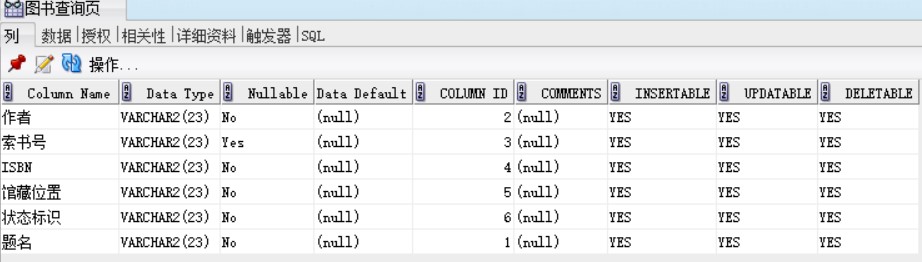 图书查询页
列 数据 授权 相关性 详细资料 触发器 SQL
操作...
Column Name Data Type Nullable Data Default COLUMN ID COMMENTS INSERTABLE UPDATABLE DELETABLE
作者 VARCHAR2(23) No (null) 2 (null) YES YES YES
索书号 VARCHAR2(23) Yes (null) 3 (null) YES YES YES
ISBN VARCHAR2(23) No (null) 4 (null) YES YES YES
馆藏位置 VARCHAR2(23) No (null) 5 (null) YES YES YES
状态标识 VARCHAR2(23) No (null) 6 (null) YES YES YES
题名 VARCHAR2(23) No (null) 1 (null) YES YES YES